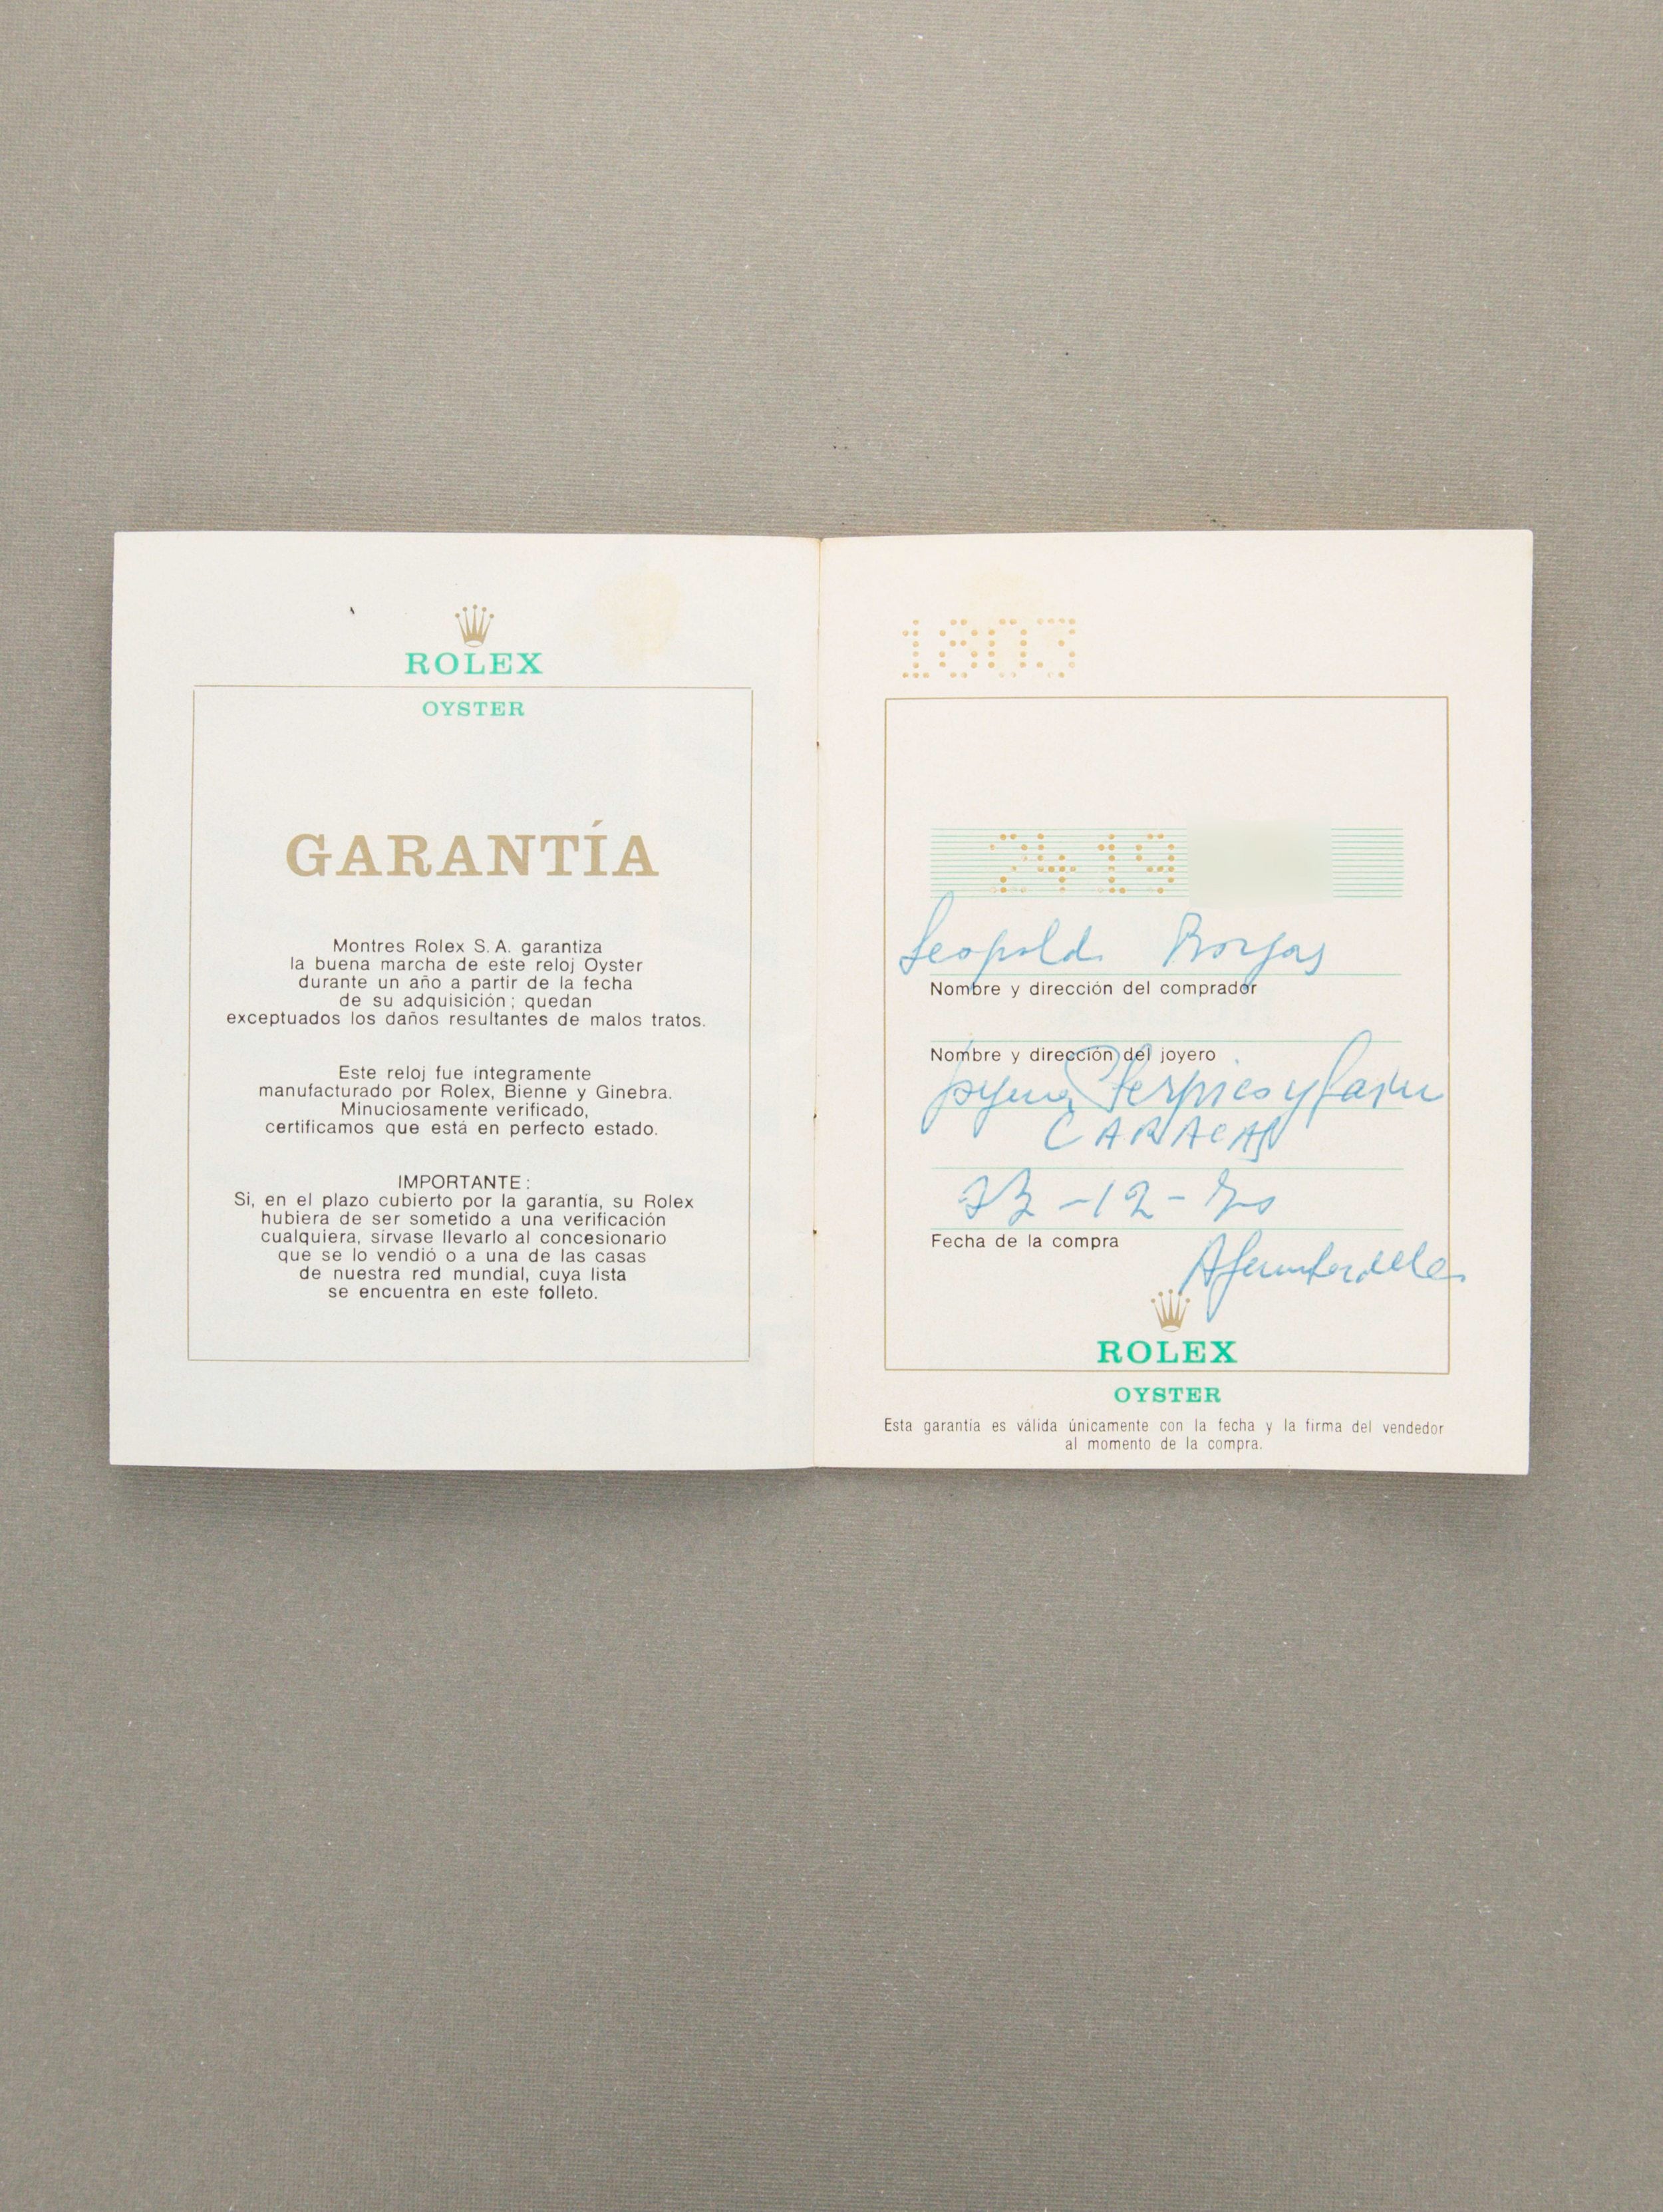 ROLEX
OYSTER
GARANTÍA
Montres Rolex S.A. garantiza
la buena marcha de este reloj Oyster
durante un año a partir de la fecha
de su adquisición; quedan
exceptuados los daños resultantes de malos tratos.
Este reloj fue integramente
manufacturado por Rolex, Bienne y Ginebra.
Minuciosamente verificado,
certificamos que está en perfecto estado.
IMPORTANTE:
Si, en el plazo cubierto por la garantía, su Rolex
hubiera de ser sometido a una verificación
cualquiera, sírvase llevarlo al concesionario
que se lo vendió o a una de las casas
de nuestra red mundial, cuya lista
se encuentra en este folleto.
1803
2419
Leopoldo
Nombre y dirección del comprador
Nombre y dirección del joyero
CARACAS
Fecha de la compra
ROLEX
OYSTER
Esta garantía es válida únicamente con la fecha y la firma del vendedor
al momento de la compra.